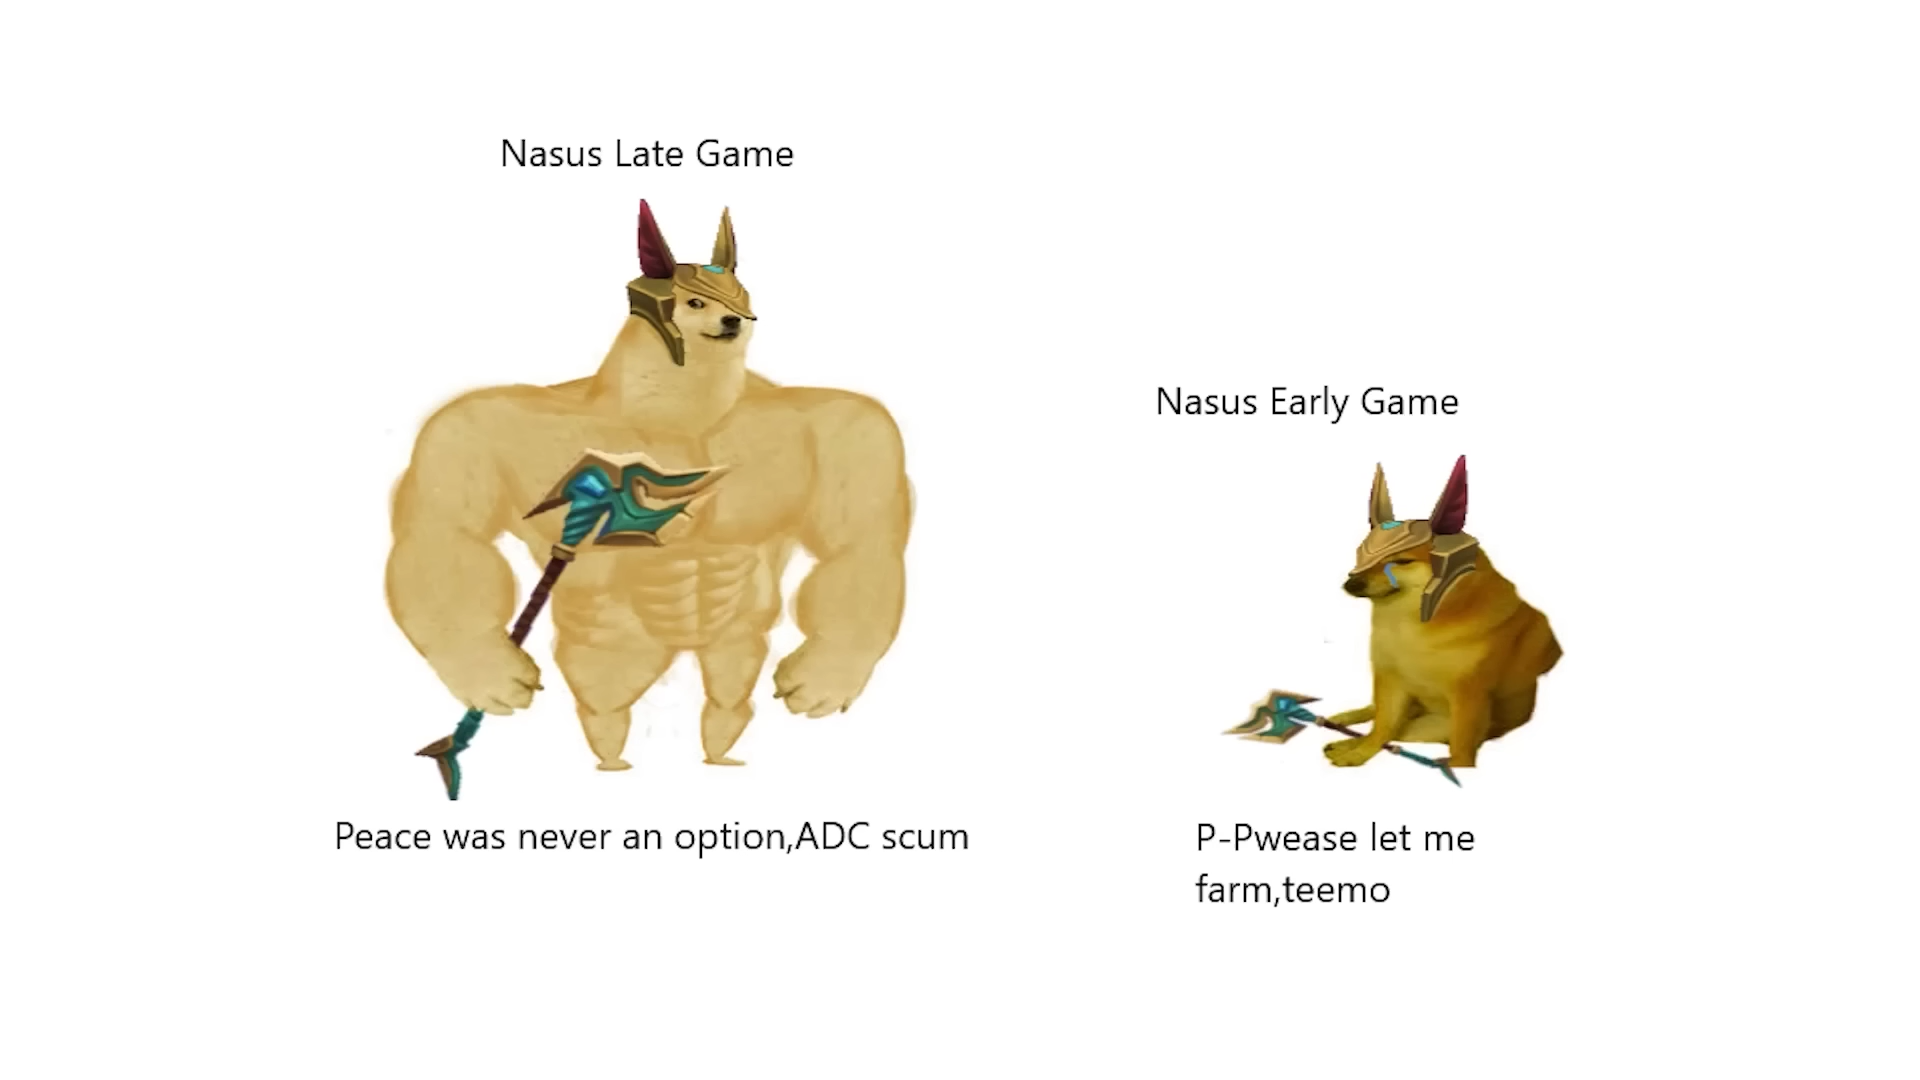 Nasus Late Game
Peace was never an option,ADC scum
Nasus Early Game
P-Pwease let me
farm,teemo